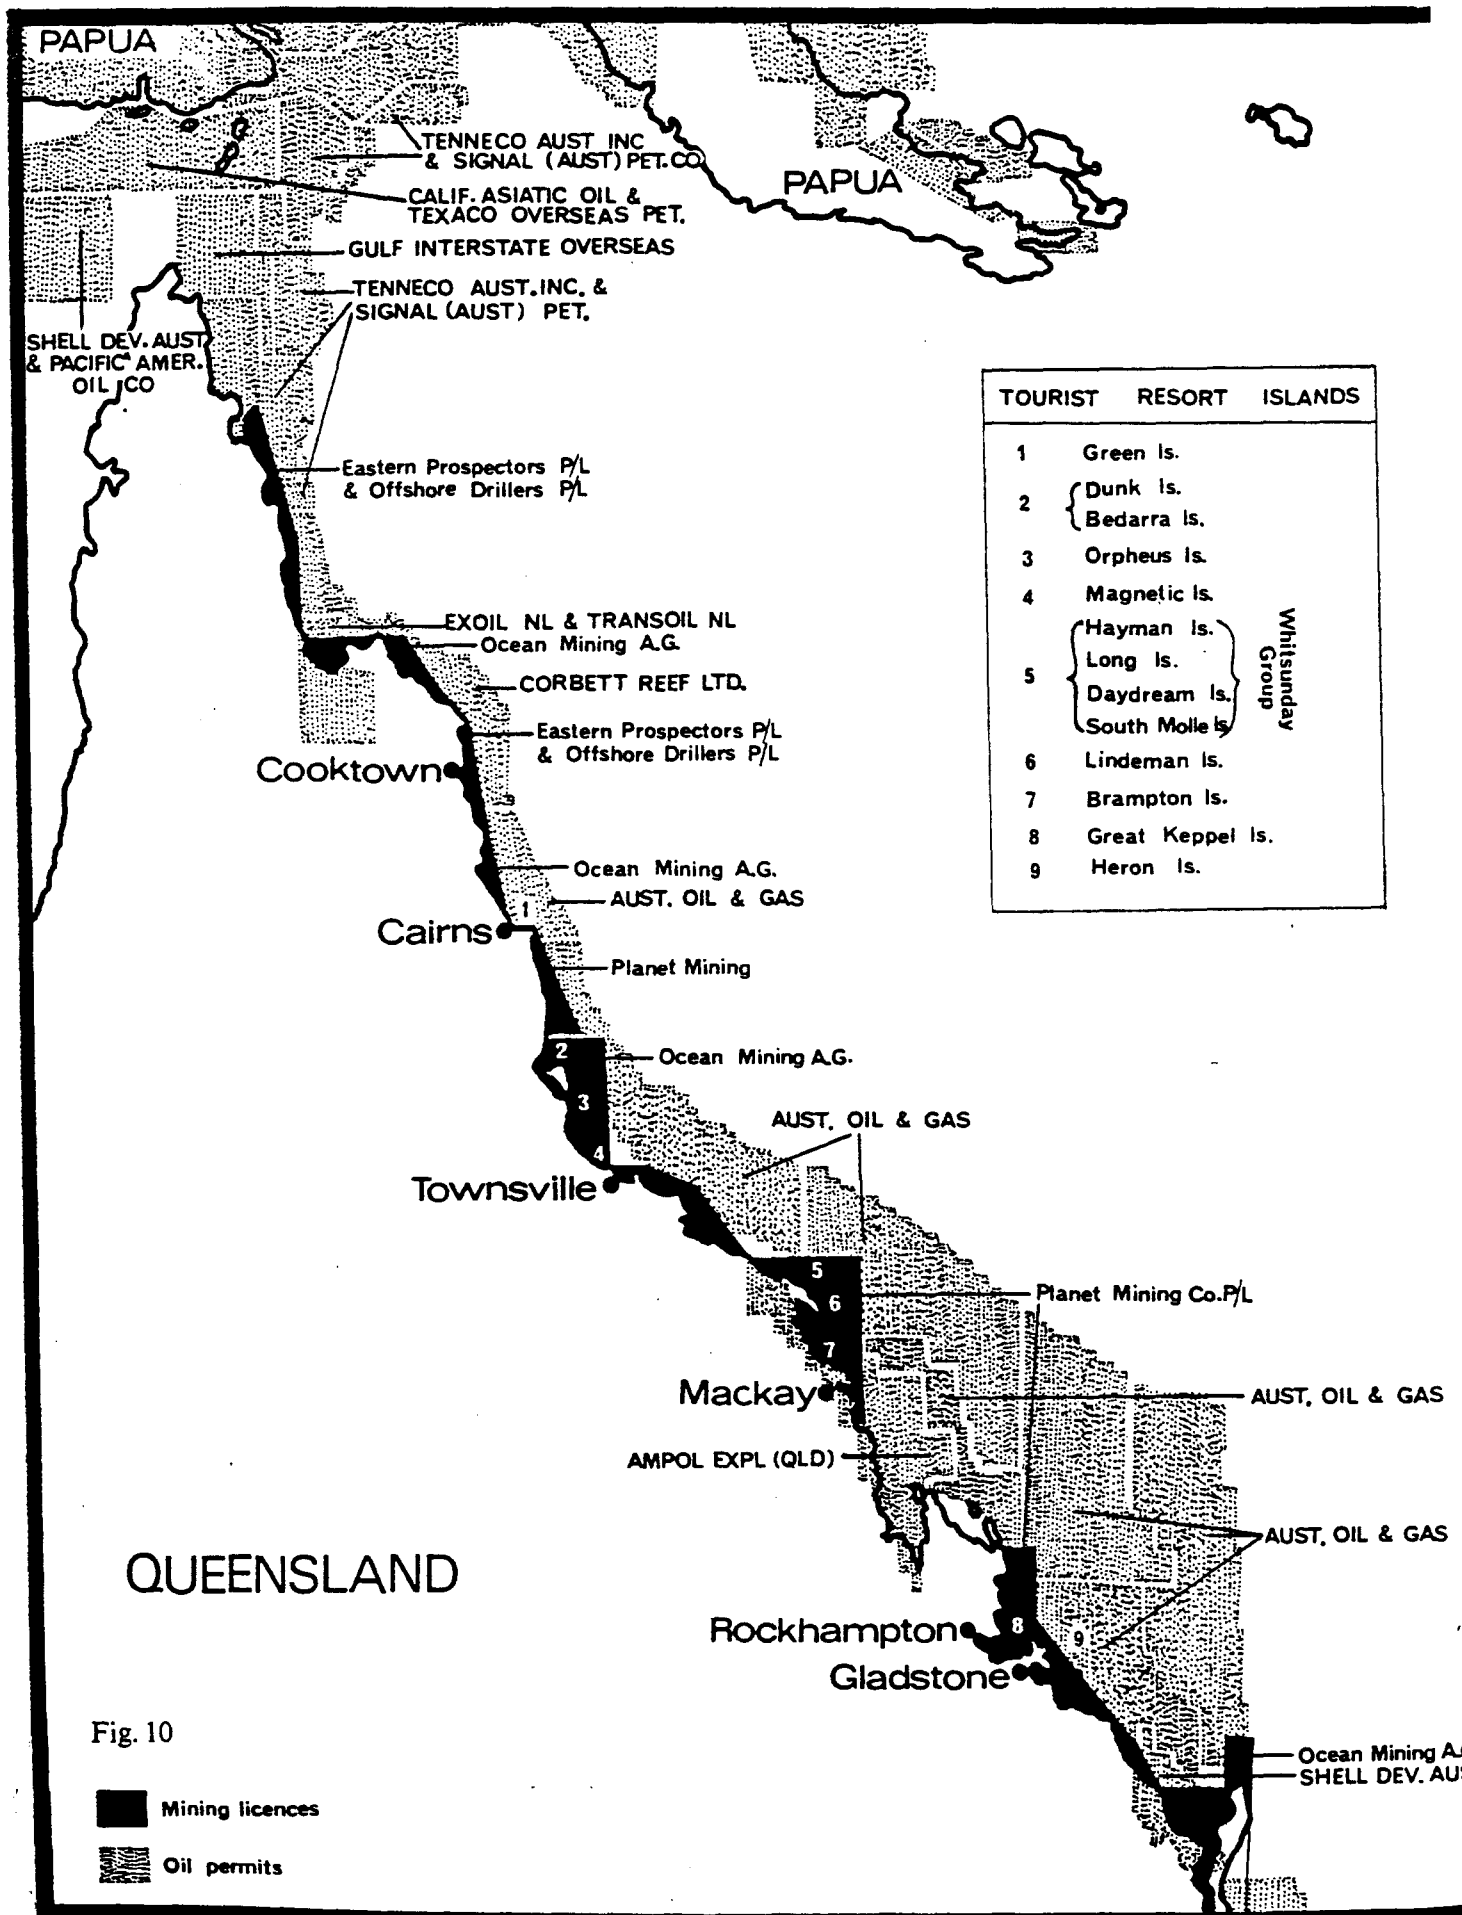 PAPUA
TENNECO AUST INC
& SIGNAL (AUST) PET. CO.
PAPUA
CALIF. ASIATIC OIL &
TEXACO OVERSEAS PET.
GULF INTERSTATE OVERSEAS
TENNECO AUST. INC. &
SIGNAL (AUST) PET.
SHELL DEV. AUST
& PACIFIC AMER.
OIL CO
TOURIST RESORT ISLANDS
1 Green Is.
2 Dunk Is.
Bedarra Is.
3 Orpheus Is.
4 Magnetic Is.
5 Hayman Is.
Long Is.
Daydream Is.
South Molle Is
Whitsunday
Group
6 Lindeman Is.
7 Brampton Is.
8 Great Keppel Is.
9 Heron Is.
Eastern Prospectors P/L
& Offshore Drillers P/L
EXOIL NL & TRANSOIL NL
Ocean Mining A.G.
CORBETT REEF LTD.
Eastern Prospectors P/L
& Offshore Drillers P/L
Cooktown
Ocean Mining A.G.
AUST. OIL & GAS
1
Cairns
Planet Mining
2
Ocean Mining A.G.
3
AUST. OIL & GAS
4
Townsville
5
Planet Mining Co. P/L
6
7
Mackay
AUST. OIL & GAS
AMPOL EXPL (QLD)
AUST. OIL & GAS
QUEENSLAND
Rockhampton
8
9
Gladstone
Fig. 10
Ocean Mining A.
SHELL DEV. AU
Mining licences
Oil permits